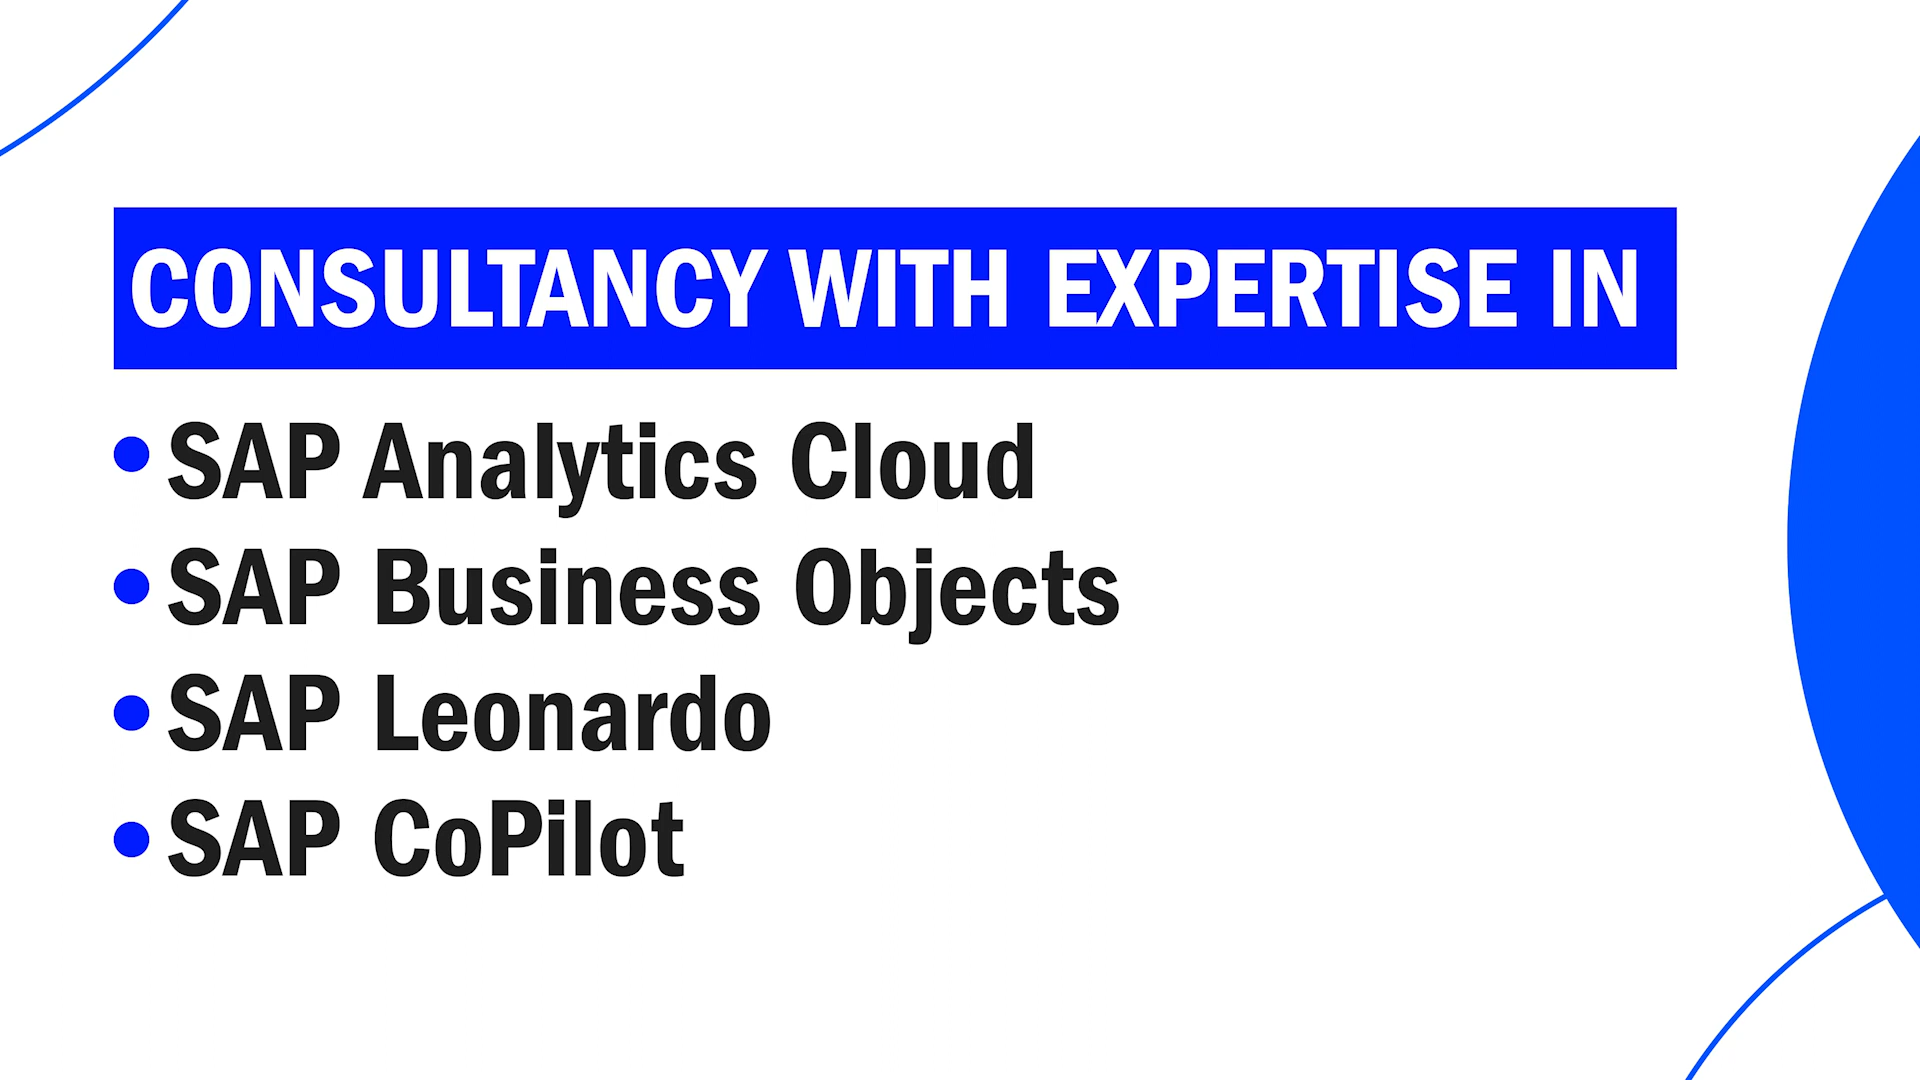 CONSULTANCY WITH EXPERTISE IN
• SAP Analytics Cloud
• SAP Business Objects
• SAP Leonardo
• SAP CoPilot